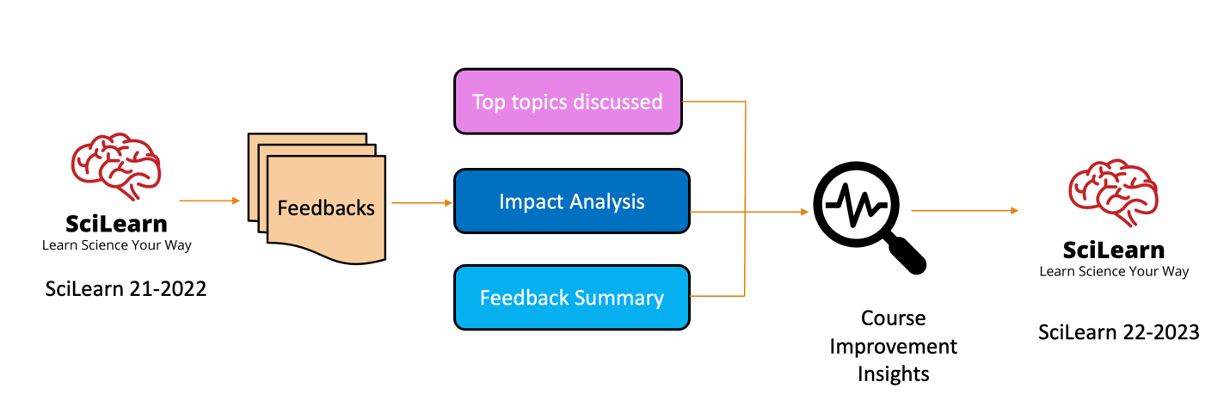 SciLearn
Learn Science Your Way
SciLearn 21-2022
Feedbacks
Top topics discussed
Impact Analysis
Feedback Summary
Course
Improvement
Insights
SciLearn
Learn Science Your Way
SciLearn 22-2023